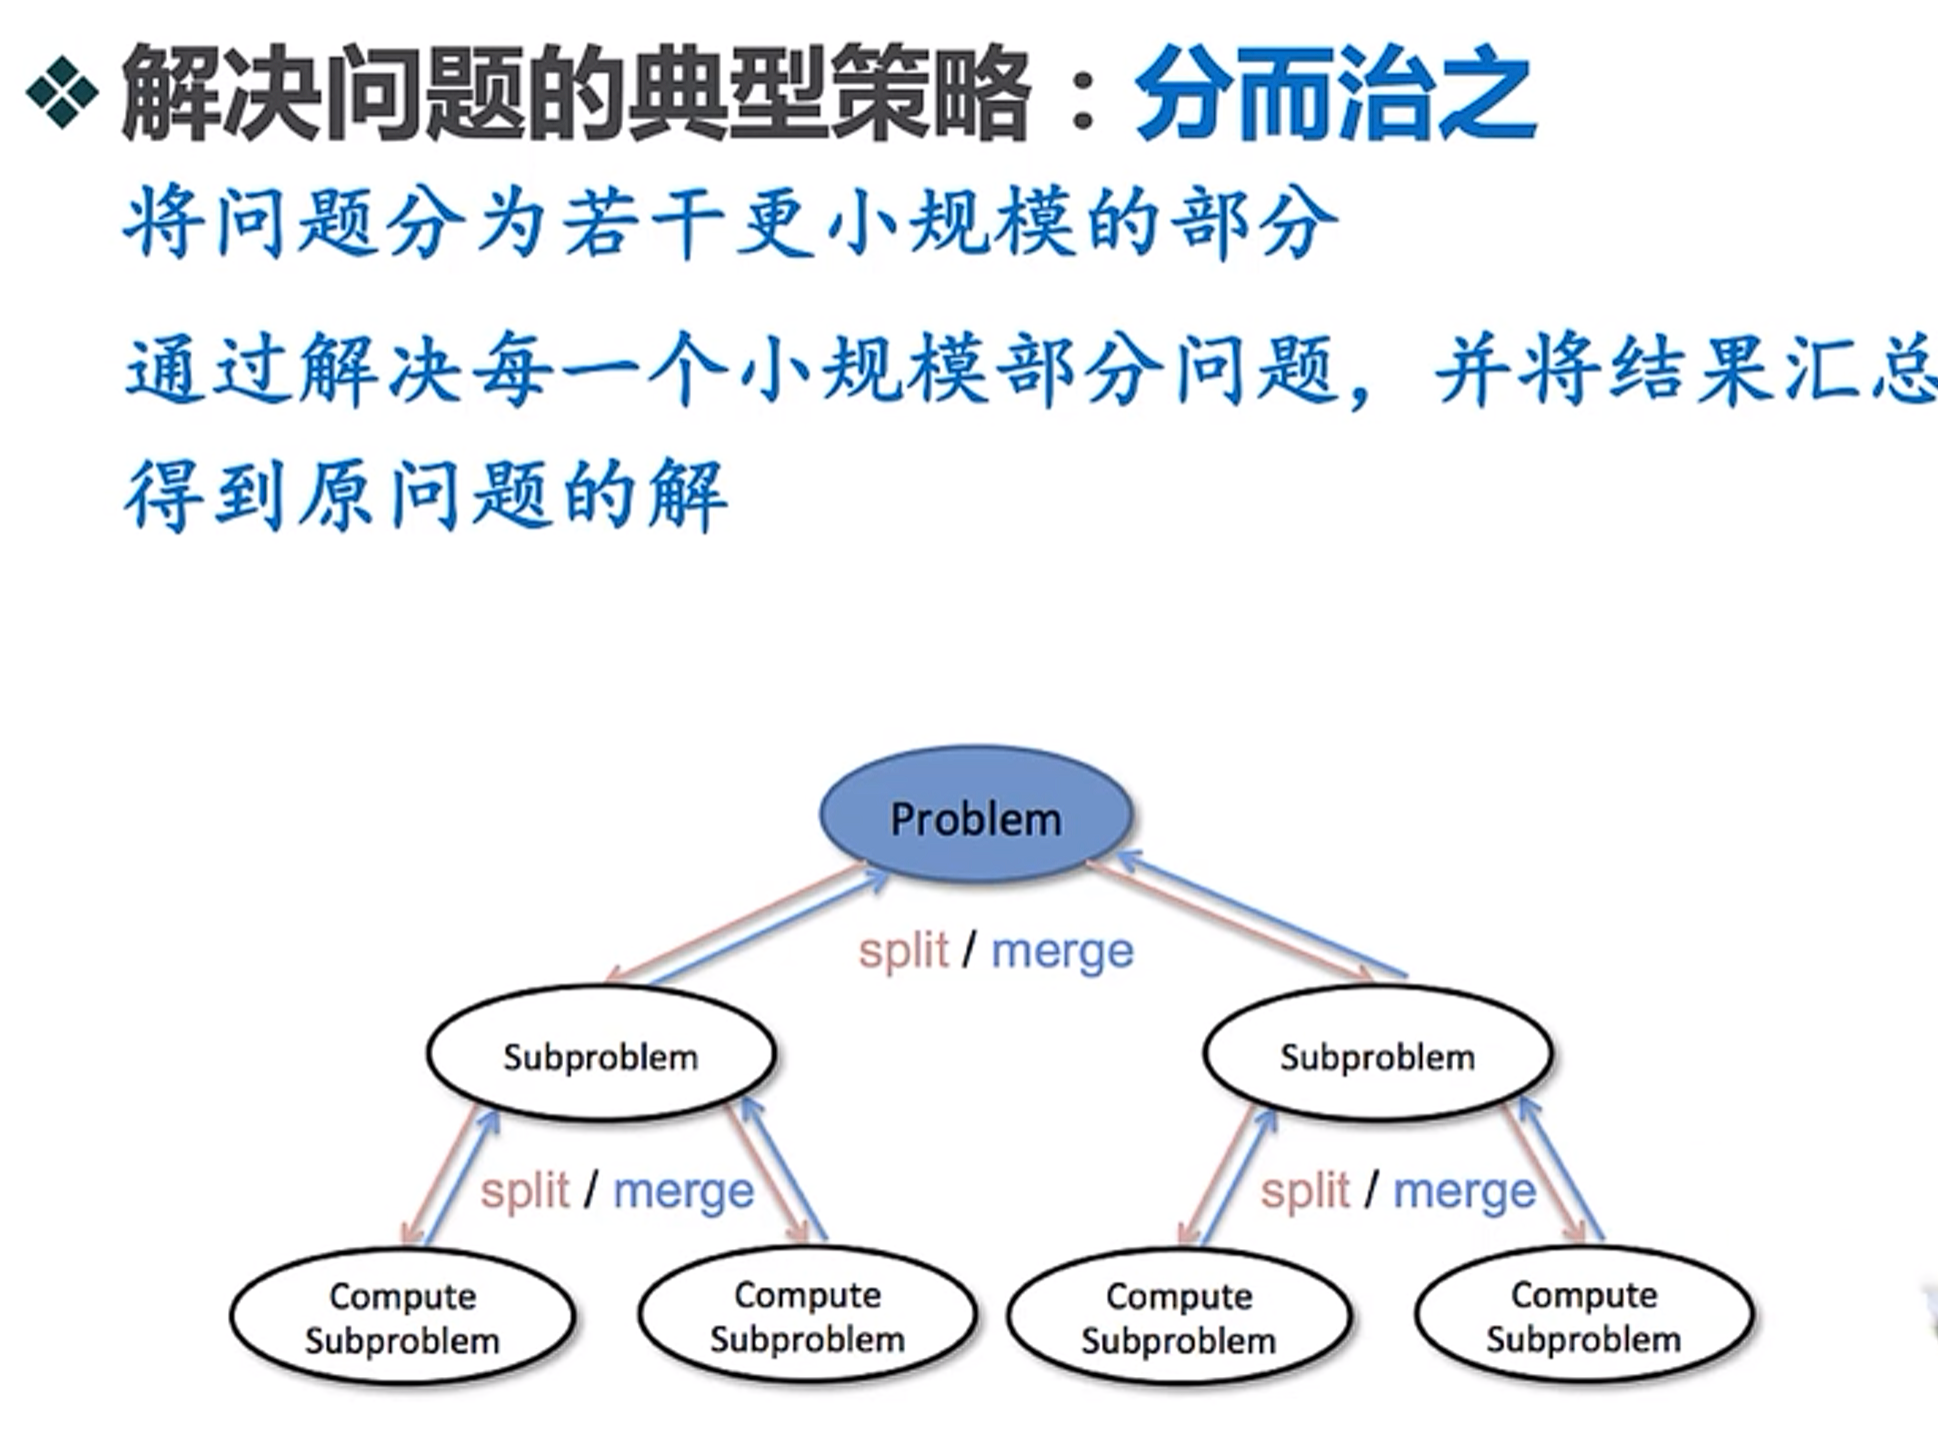 解决问题的典型策略：分而治之
将问题分为若干更小规模的部分
通过解决每一个小规模部分问题，并将结果汇总
得到原问题的解
Problem
split / merge
Subproblem
Subproblem
split / merge
split / merge
Compute
Subproblem
Compute
Subproblem
Compute
Subproblem
Compute
Subproblem